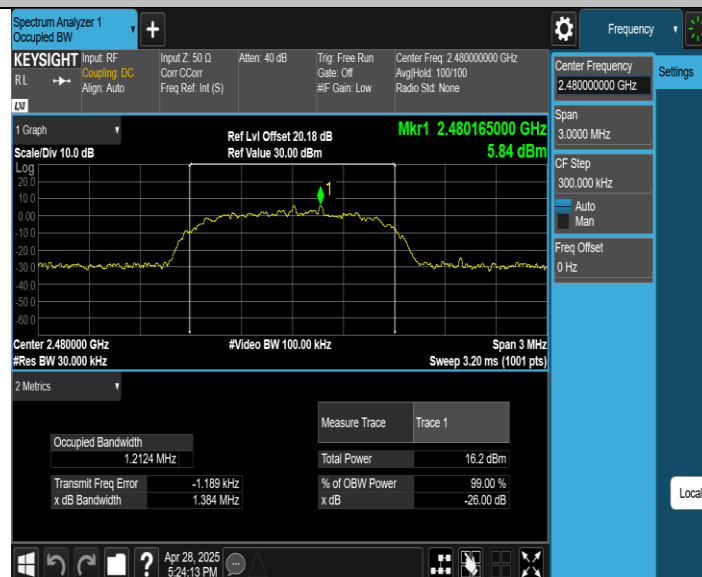 Spectrum Analyzer 1
Occupied BW
+
Frequency
KEYSIGHT
RL
LXI
Input: RF
Coupling: DC
Align: Auto
Input Z: 50 Ω
Corr CCorr
Freq Ref: Int (S)
Atten: 40 dB
Trig: Free Run
Gate: Off
#IF Gain: Low
Center Freq: 2.480000000 GHz
Avg|Hold: 100/100
Radio Std: None
Center Frequency
2.480000000 GHz
Settings
Span
3.0000 MHz
CF Step
300.000 kHz
Auto
Man
Freq Offset
0 Hz
Local
1 Graph
Scale/Div 10.0 dB
Ref Lvl Offset 20.18 dB
Ref Value 30.00 dBm
Mkr1 2.480165000 GHz
5.84 dBm
Log
20.0
10.0
0.00
-10.0
-20.0
-30.0
-40.0
-50.0
-60.0
1
Center 2.480000 GHz
#Res BW 30.000 kHz
#Video BW 100.00 kHz
Span 3 MHz
Sweep 3.20 ms (1001 pts)
2 Metrics
Measure Trace Trace 1
Occupied Bandwidth
1.2124 MHz
Total Power 16.2 dBm
Transmit Freq Error -1.189 kHz
% of OBW Power 99.00 %
x dB Bandwidth 1.384 MHz
x dB -26.00 dB
?
Apr 28, 2025
5:24:13 PM